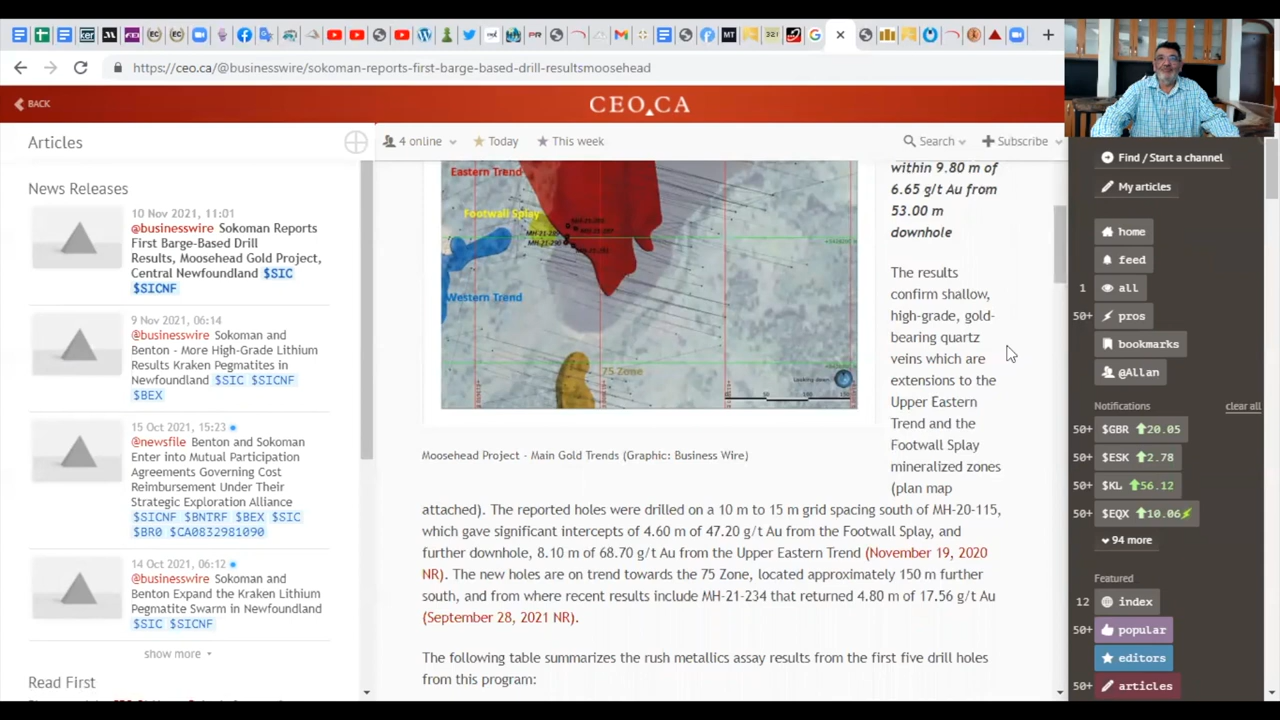 https://ceo.ca/@businesswire/sokoman-reports-first-barge-based-drill-resultsmoosehead
BACK
CEO.CA
Articles
4 online
Today
This week
Search
Subscribe
News Releases
10 Nov 2021, 11:01
@businesswire Sokoman Reports
First Barge-Based Drill
Results, Moosehead Gold Project,
Central Newfoundland $SIC
$SICNF
9 Nov 2021, 06:14
@businesswire Sokoman and
Benton - More High-Grade Lithium
Results Kraken Pegmatites in
Newfoundland $SIC $SICNF
$BEX
15 Oct 2021, 15:23
@newsfile Benton and Sokoman
Enter into Mutual Participation
Agreements Governing Cost
Reimbursement Under Their
Strategic Exploration Alliance
$SICNF $BNTRF $BEX $SIC
$BR0 $CA0832981090
14 Oct 2021, 06:12
@businesswire Sokoman and
Benton Expand the Kraken Lithium
Pegmatite Swarm in Newfoundland
$SIC $SICNF
show more
Read First
Eastern Trend
Footwall Splay
Western Trend
75 Zone
Looking down
within 9.80 m of
6.65 g/t Au from
53.00 m
downhole
The results
confirm shallow,
high-grade, gold-
bearing quartz
veins which are
extensions to the
Upper Eastern
Trend and the
Footwall Splay
mineralized zones
(plan map
Moosehead Project - Main Gold Trends (Graphic: Business Wire)
attached). The reported holes were drilled on a 10 m to 15 m grid spacing south of MH-20-115,
which gave significant intercepts of 4.60 m of 47.20 g/t Au from the Footwall Splay, and
further downhole, 8.10 m of 68.70 g/t Au from the Upper Eastern Trend (November 19, 2020
NR). The new holes are on trend towards the 75 Zone, located approximately 150 m further
south, and from where recent results include MH-21-234 that returned 4.80 m of 17.56 g/t Au
(September 28, 2021 NR).
The following table summarizes the rush metallics assay results from the first five drill holes
from this program:
Find / Start a channel
My articles
home
feed
1 all
50+ pros
bookmarks
@Allan
Notifications
clear all
50+ $GBR 20.05
50+ $ESK 2.78
50+ $KL 56.12
50+ $EQX 10.06
94 more
Featured
12 index
50+ popular
editors
50+ articles